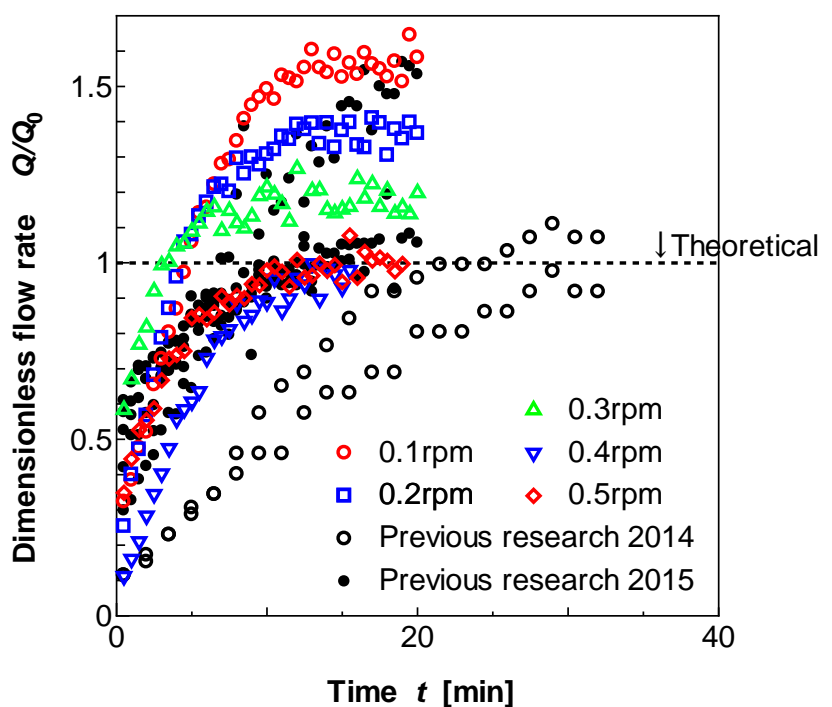 Dimensionless flow rate Q/Q0
1.5
1
0.5
0
0
20
40
↓Theoretical
0.3rpm
0.1rpm
0.4rpm
0.2rpm
0.5rpm
Previous research 2014
Previous research 2015
Time t [min]